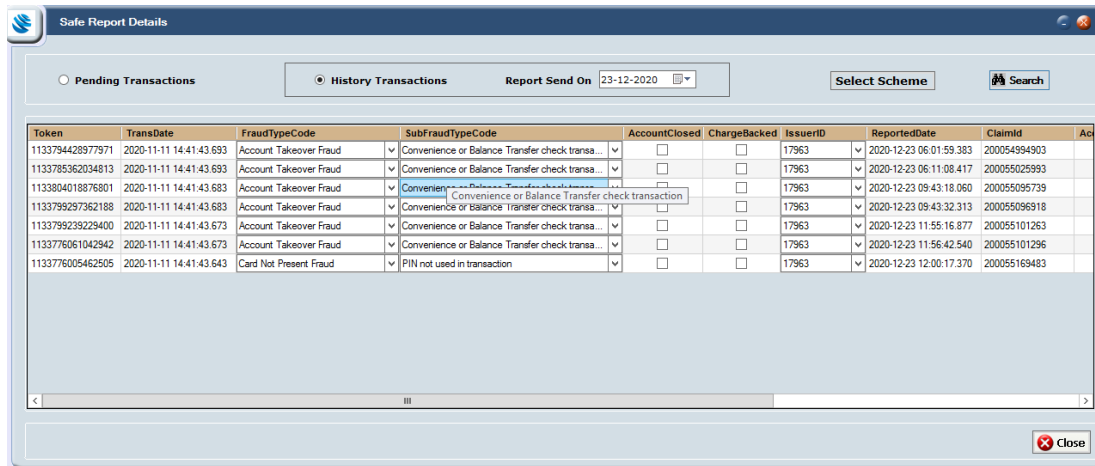 Safe Report Details
Pending Transactions History Transactions Report Send On 23-12-2020 Select Scheme Search
Token TransDate FraudTypeCode SubFraudTypeCode AccountClosed ChargeBacked IssuerID ReportedDate ClaimId Acc
1133794428977971 2020-11-11 14:41:43.693 Account Takeover Fraud Convenience or Balance Transfer check transa... 17963 2020-12-23 06:01:59.383 200054994903
1133785362034813 2020-11-11 14:41:43.693 Account Takeover Fraud Convenience or Balance Transfer check transa... 17963 2020-12-23 06:11:08.417 200055025993
1133804018876801 2020-11-11 14:41:43.683 Account Takeover Fraud Convenience or Balance Transfer check transa... 17963 2020-12-23 09:43:18.060 200055095739
Convenience or Balance Transfer check transaction
1133799297362188 2020-11-11 14:41:43.683 Account Takeover Fraud Convenience or Balance Transfer check transa... 17963 2020-12-23 09:43:32.313 200055096918
1133799239229400 2020-11-11 14:41:43.673 Account Takeover Fraud Convenience or Balance Transfer check transa... 17963 2020-12-23 11:55:16.877 200055101263
1133776061042942 2020-11-11 14:41:43.673 Account Takeover Fraud Convenience or Balance Transfer check transa... 17963 2020-12-23 11:56:42.540 200055101296
1133776005462505 2020-11-11 14:41:43.643 Card Not Present Fraud PIN not used in transaction 17963 2020-12-23 12:00:17.370 200055169483
Close